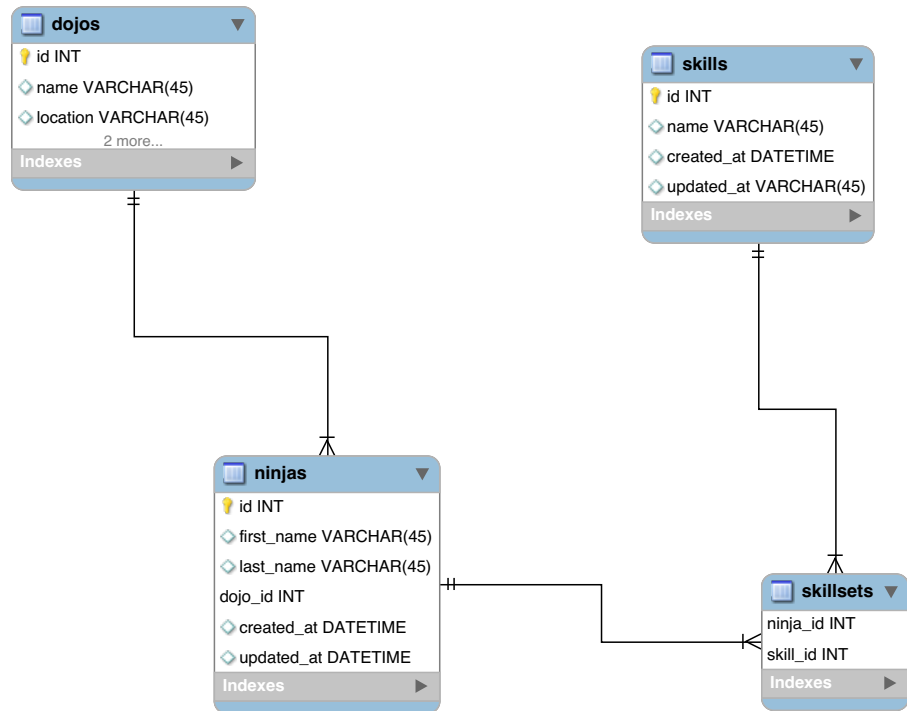 dojos
id INT
name VARCHAR(45)
location VARCHAR(45)
2 more...
Indexes
skills
id INT
name VARCHAR(45)
created_at DATETIME
updated_at VARCHAR(45)
Indexes
ninjas
id INT
first_name VARCHAR(45)
last_name VARCHAR(45)
dojo_id INT
created_at DATETIME
updated_at DATETIME
Indexes
skillsets
ninja_id INT
skill_id INT
Indexes